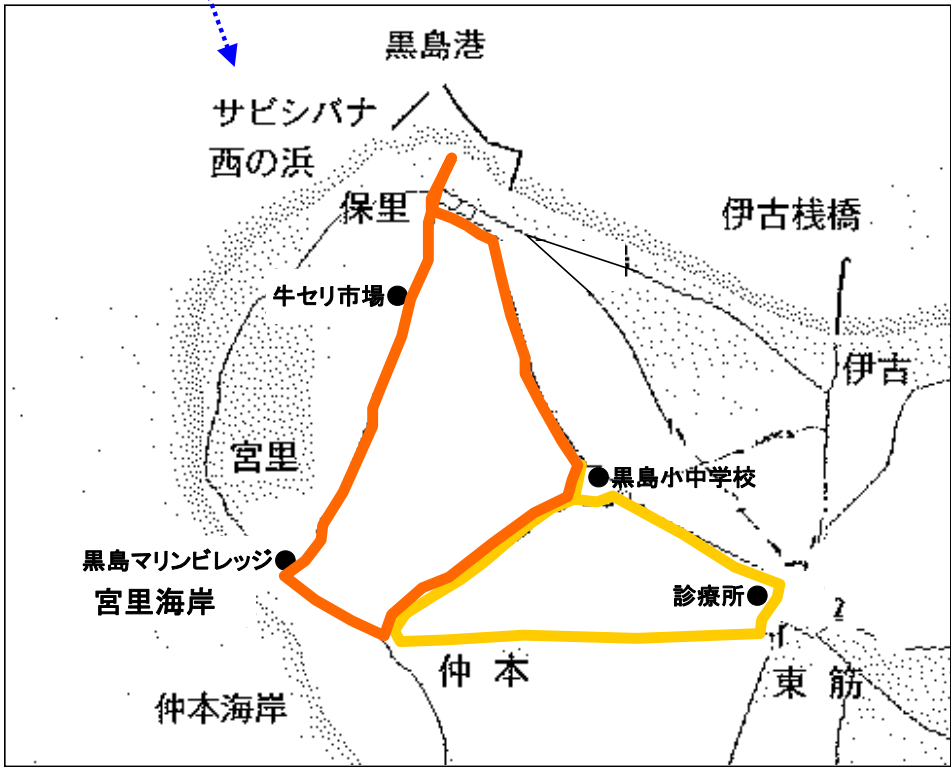 黒島港
サビシバナ
西の浜
保里
伊古桟橋
牛セリ市場
伊古
宮里
黒島小中学校
黒島マリンビレッジ
宮里海岸
診療所
仲本
東筋
仲本海岸